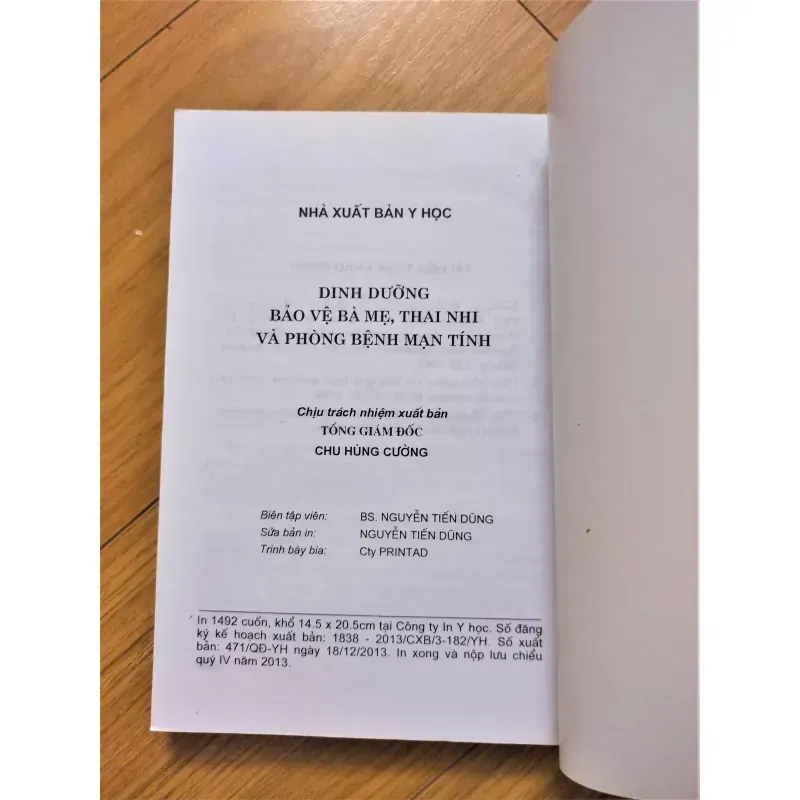 NHÀ XUẤT BẢN Y HỌC
DINH DƯỠNG
BẢO VỆ BÀ MẸ, THAI NHI
VÀ PHÒNG BỆNH MẠN TÍNH
Chịu trách nhiệm xuất bản
TỔNG GIÁM ĐỐC
CHU HÙNG CƯỜNG
Biên tập viên: BS. NGUYỄN TIẾN DŨNG
Sửa bản in: NGUYỄN TIẾN DŨNG
Trình bày bìa: Cty PRINTAD
In 1492 cuốn, khổ 14.5 x 20.5cm tại Công ty In Y học. Số đăng
ký kế hoạch xuất bản: 1838 - 2013/CXB/3-182/YH. Số xuất
bản: 471/QĐ-YH ngày 18/12/2013. In xong và nộp lưu chiểu
quý IV năm 2013.